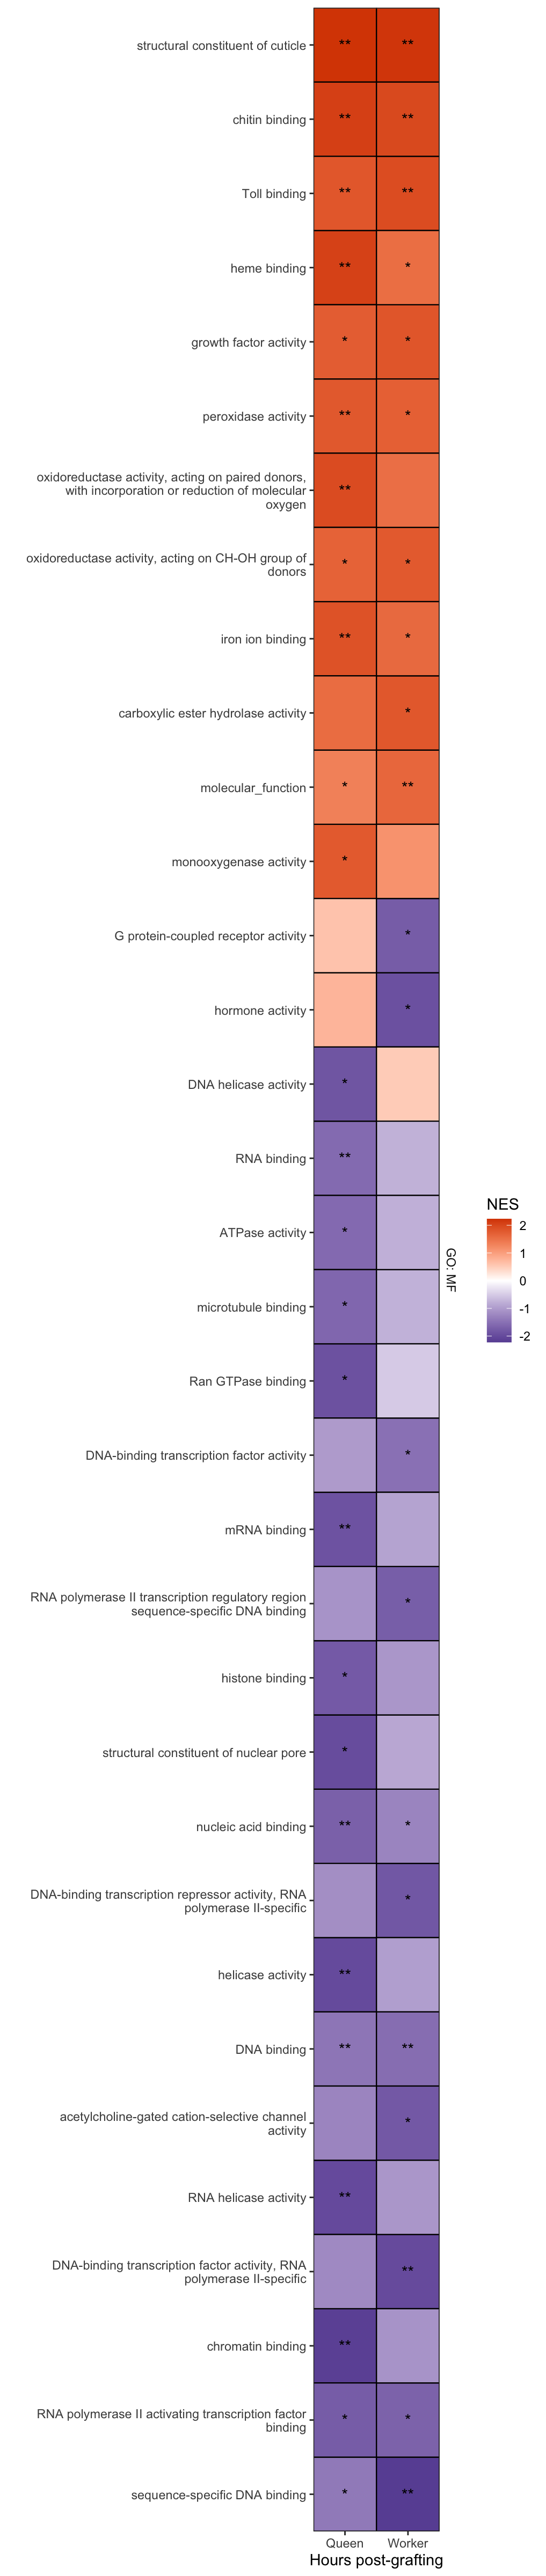 structural constituent of cuticle
** **
chitin binding
** **
Toll binding
** **
heme binding
** *
growth factor activity
* *
peroxidase activity
** *
oxidoreductase activity, acting on paired donors,
with incorporation or reduction of molecular
oxygen
**
oxidoreductase activity, acting on CH-OH group of
donors
* *
iron ion binding
** *
carboxylic ester hydrolase activity
*
molecular_function
* **
monooxygenase activity
*
G protein-coupled receptor activity
*
hormone activity
*
DNA helicase activity
*
RNA binding
**
ATPase activity
*
microtubule binding
*
Ran GTPase binding
*
DNA-binding transcription factor activity
*
mRNA binding
**
RNA polymerase II transcription regulatory region
sequence-specific DNA binding
*
histone binding
*
structural constituent of nuclear pore
*
nucleic acid binding
** *
DNA-binding transcription repressor activity, RNA
polymerase II-specific
*
helicase activity
**
DNA binding
** **
acetylcholine-gated cation-selective channel
activity
*
RNA helicase activity
**
DNA-binding transcription factor activity, RNA
polymerase II-specific
**
chromatin binding
**
RNA polymerase II activating transcription factor
binding
* *
sequence-specific DNA binding
* **
Queen Worker
Hours post-grafting
GO: MF
NES
2
1
0
-1
-2